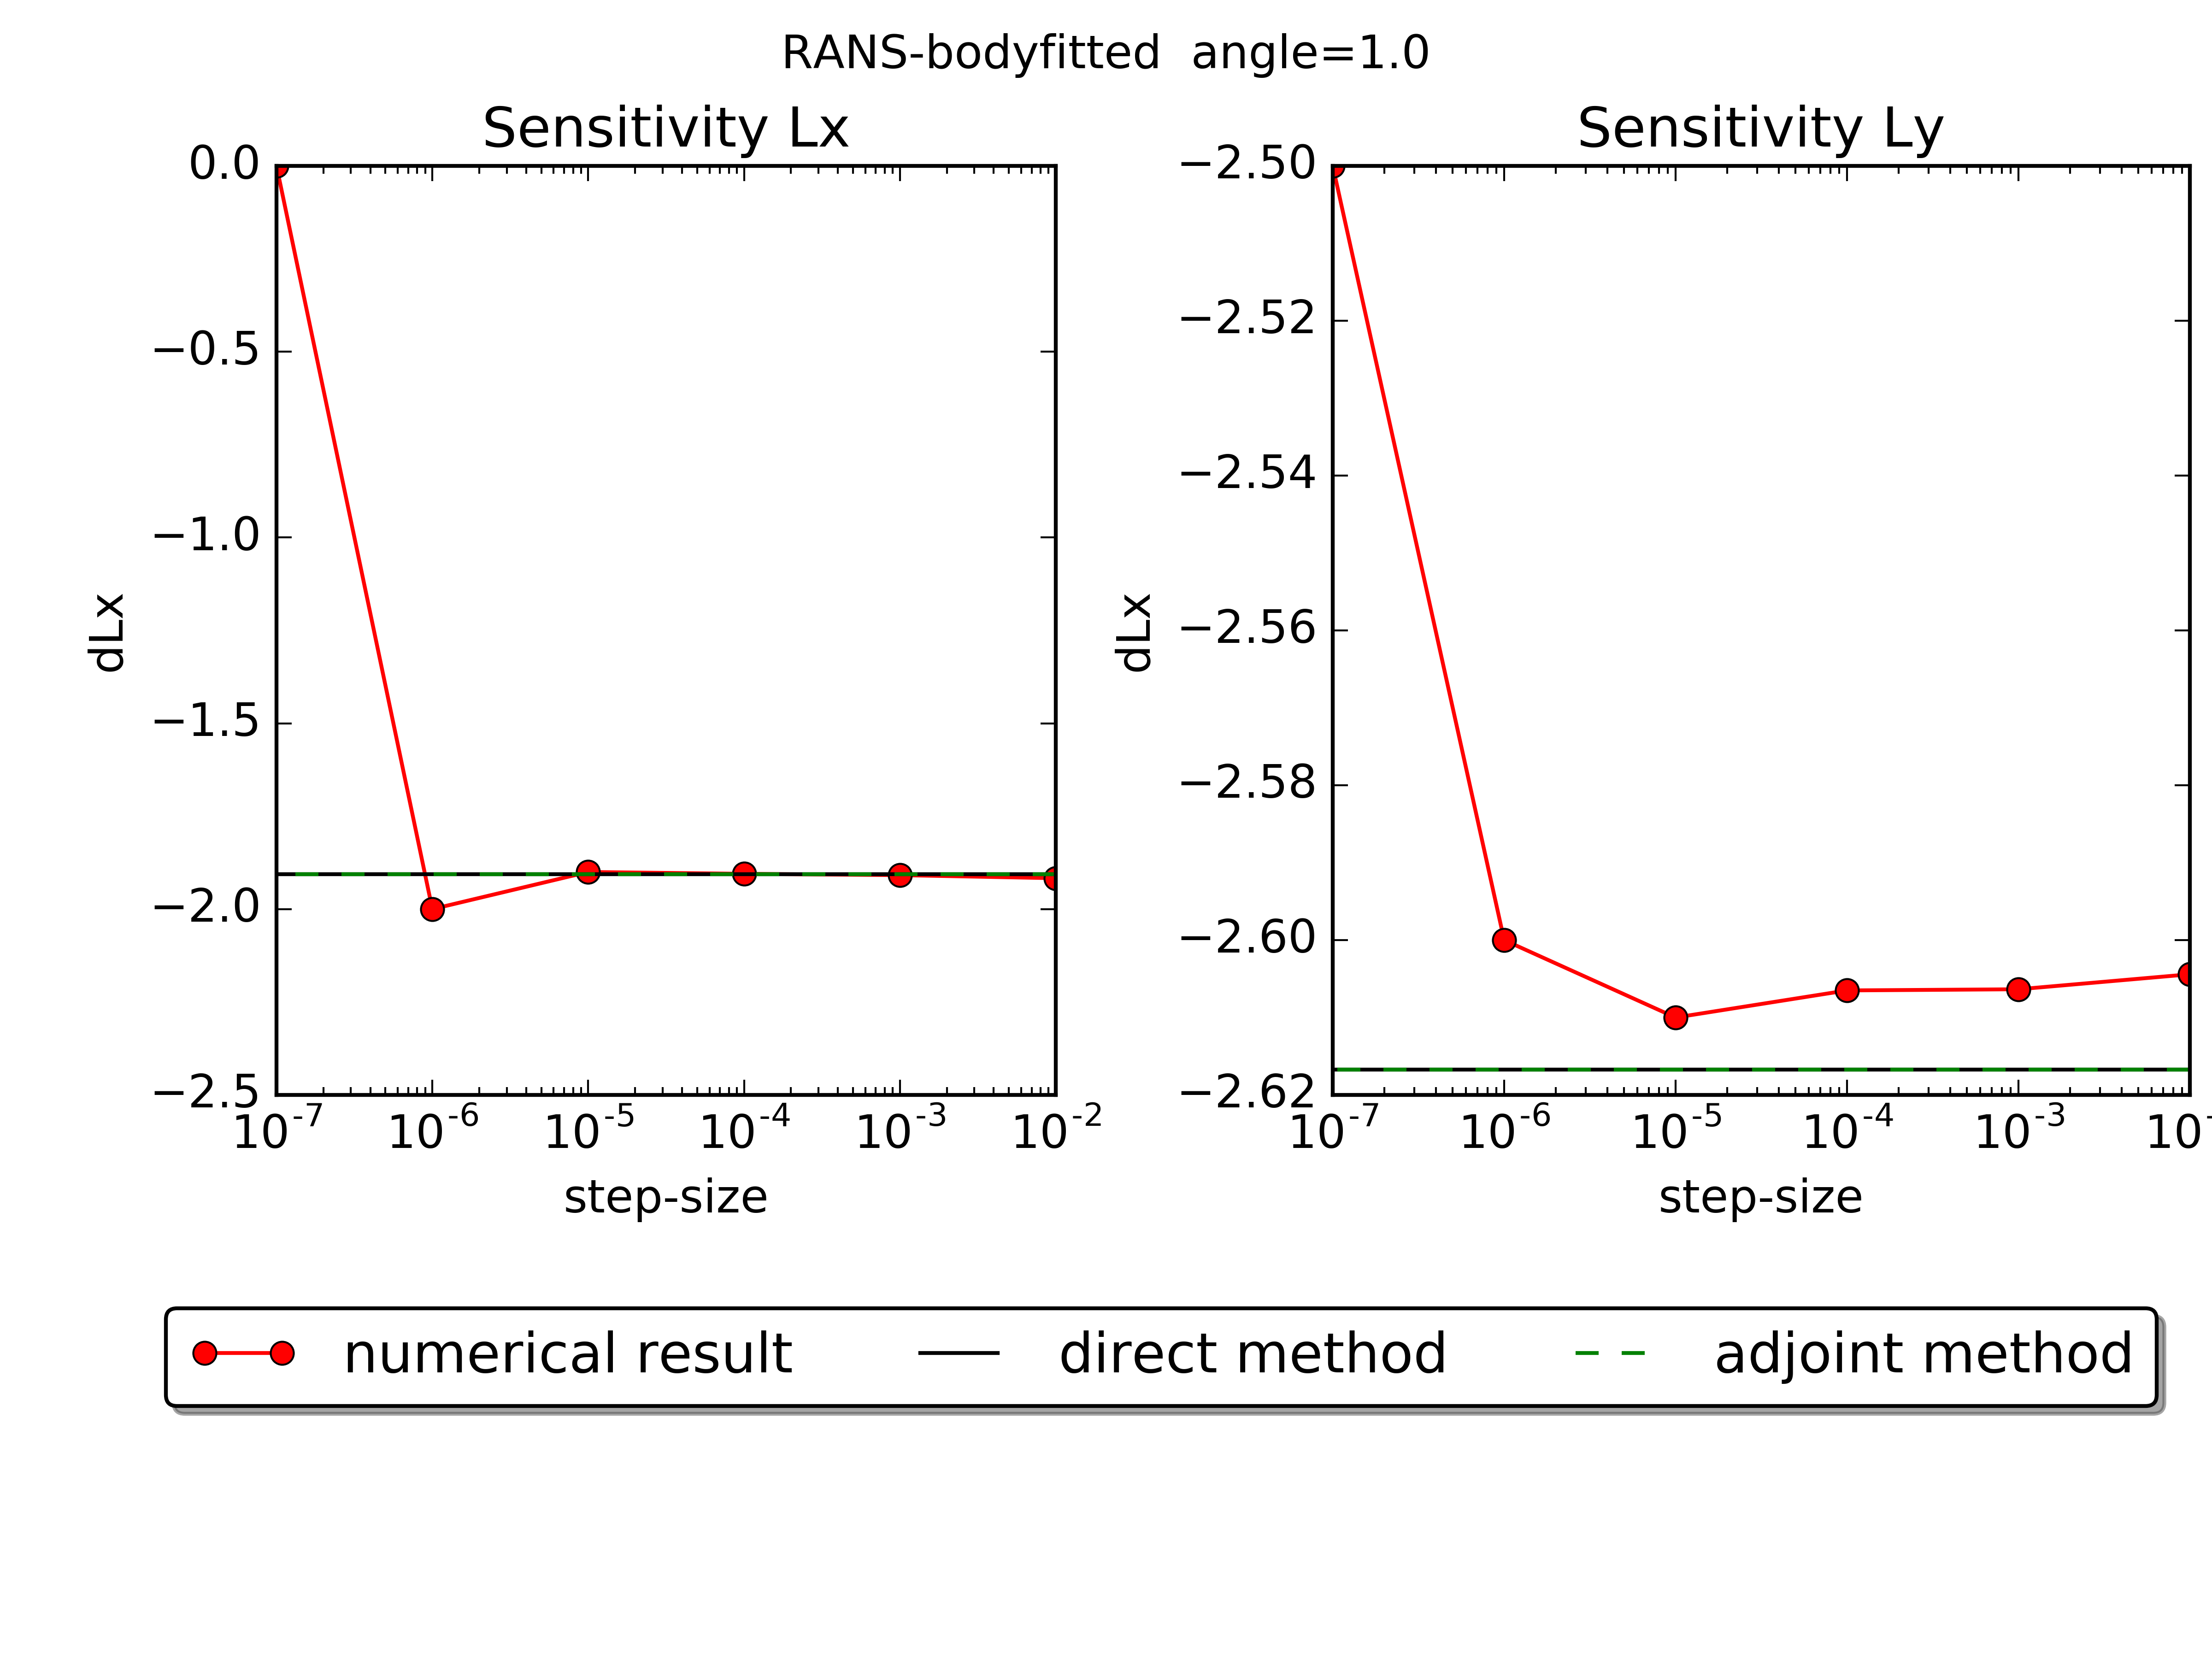 RANS-bodyfitted  angle=1.0
Sensitivity Lx
0.0
−0.5
−1.0
−1.5
−2.0
−2.5
dLx
10^-7 10^-6 10^-5 10^-4 10^-3 10^-2
step-size
Sensitivity Ly
−2.50
−2.52
−2.54
−2.56
−2.58
−2.60
−2.62
dLx
10^-7 10^-6 10^-5 10^-4 10^-3 10^-
step-size
numerical result direct method adjoint method